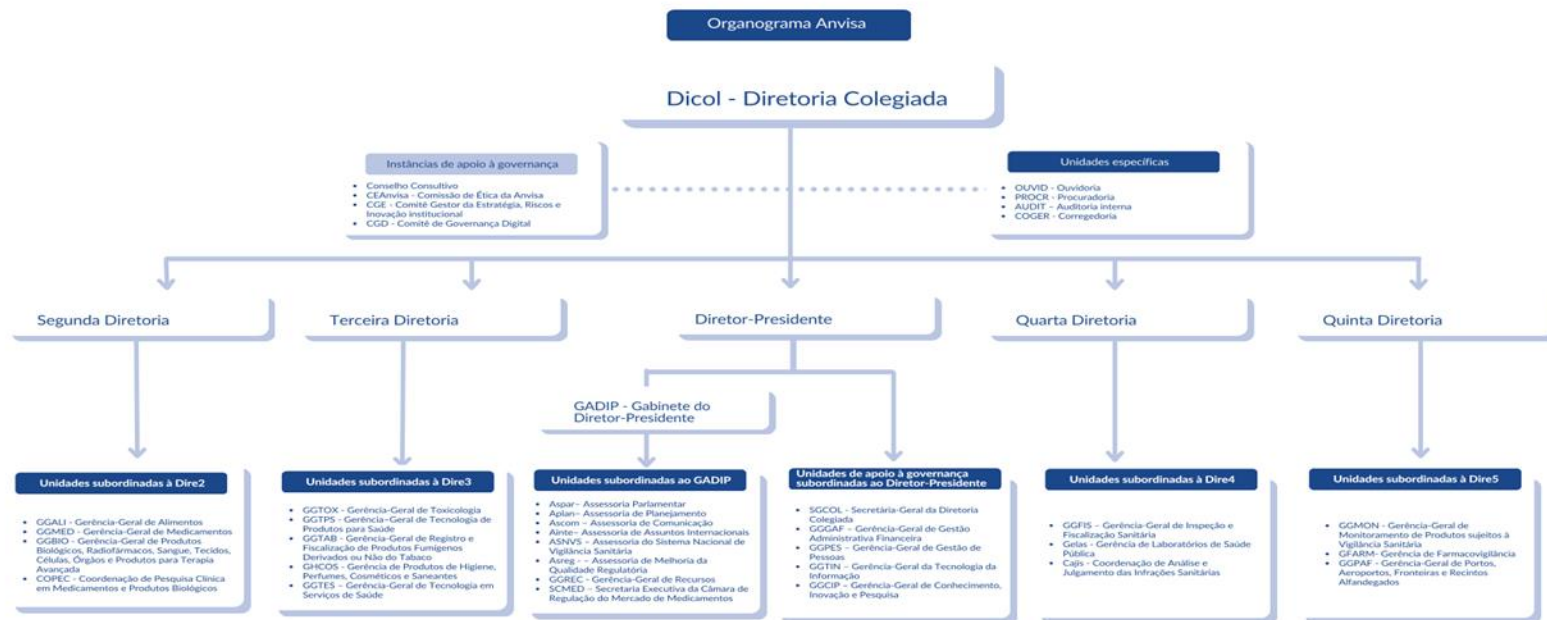 Organograma Anvisa
Dicol - Diretoria Colegiada
Instâncias de apoio à governança
• Conselho Consultivo
• CEAnvisa - Comissão de Ética da Anvisa
• CGE - Comitê Gestor da Estratégia, Riscos e
Inovação institucional
• CGD - Comitê de Governança Digital
Unidades específicas
• OUVID - Ouvidoria
• PROCR - Procuradoria
• AUDIT – Auditoria interna
• COGER - Corregedoria
Segunda Diretoria
Terceira Diretoria
Diretor-Presidente
Quarta Diretoria
Quinta Diretoria
GADIP - Gabinete do
Diretor-Presidente
Unidades subordinadas à Dire2
• GGALI - Gerência-Geral de Alimentos
• GGMED - Gerência-Geral de Medicamentos
• GGBIO - Gerência-Geral de Produtos
Biológicos, Radiofármacos, Sangue, Tecidos,
Células, Órgãos e Produtos para Terapia
Avançada
• COPEC - Coordenação de Pesquisa Clínica
em Medicamentos e Produtos Biológicos
Unidades subordinadas à Dire3
• GGTOX - Gerência-Geral de Toxicologia
• GGTPS - Gerência-Geral de Tecnologia de
Produtos para Saúde
• GGTAB - Gerência-Geral de Registro e
Fiscalização de Produtos Fumígenos
Derivados ou Não do Tabaco
• GHCOS - Gerência de Produtos de Higiene,
Perfumes, Cosméticos e Saneantes
• GGTES - Gerência-Geral de Tecnologia em
Serviços de Saúde
Unidades subordinadas ao GADIP
• Aspar– Assessoria Parlamentar
• Aplan– Assessoria de Planejamento
• Ascom – Assessoria de Comunicação
• Ainte– Assessoria de Assuntos Internacionais
• ASNVS – Assessoria do Sistema Nacional de
Vigilância Sanitária
• Asreg - – Assessoria de Melhoria da
Qualidade Regulatória
• GGREC – Gerência-Geral de Recursos
• SCMED – Secretaria Executiva da Câmara de
Regulação do Mercado de Medicamentos
Unidades de apoio à governança
subordinadas ao Diretor-Presidente
• SGCOL - Secretária-Geral da Diretoria
Colegiada
• GGGAF – Gerência-Geral de Gestão
Administrativa Financeira
• GGPES – Gerência-Geral de Gestão de
Pessoas
• GGTIN – Gerência-Geral da Tecnologia da
Informação
• GGCIP – Gerência-Geral de Conhecimento,
Inovação e Pesquisa
Unidades subordinadas à Dire4
• GGFIS – Gerência-Geral de Inspeção e
Fiscalização Sanitária
• Gelas - Gerência de Laboratórios de Saúde
Pública
• Cajis - Coordenação de Análise e
Julgamento das Infrações Sanitárias
Unidades subordinadas à Dire5
• GGMON - Gerência-Geral de
Monitoramento de Produtos sujeitos à
Vigilância Sanitária
• GFARM- Gerência de Farmacovigilância
• GGPAF – Gerência-Geral de Portos,
Aeroportos, Fronteiras e Recintos
Alfandegados